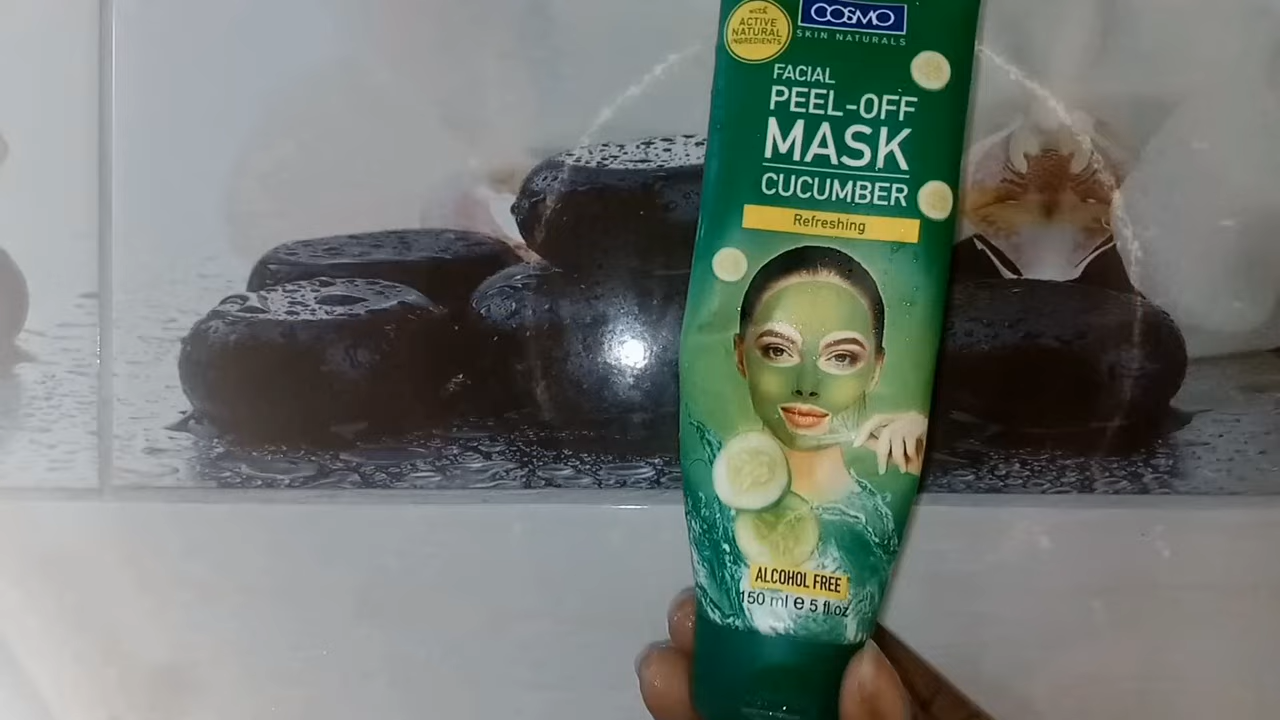 with
ACTIVE
NATURAL
INGREDIENTS
COSMO
SKIN NATURALS
FACIAL
PEEL-OFF
MASK
CUCUMBER
Refreshing
ALCOHOL FREE
150 ml e 5 fl.oz